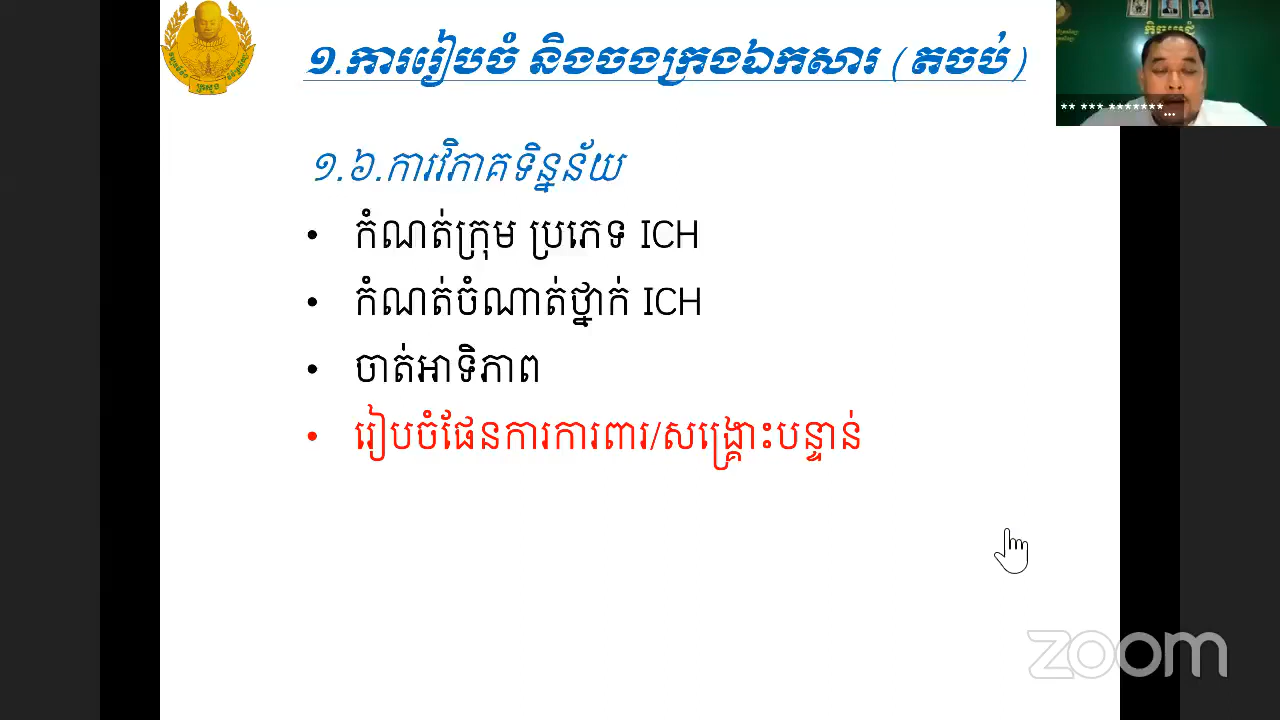 ១.ការរៀបចំ និងចងក្រងឯកសារ (តចប់)
** *** *******...
១.៦.ការវិភាគទិន្នន័យ
• កំណត់ក្រុម ប្រភេទ ICH
• កំណត់ចំណាត់ថ្នាក់ ICH
• ចាត់អាទិភាព
• រៀបចំផែនការការពារ/សង្គ្រោះបន្ទាន់
zoom